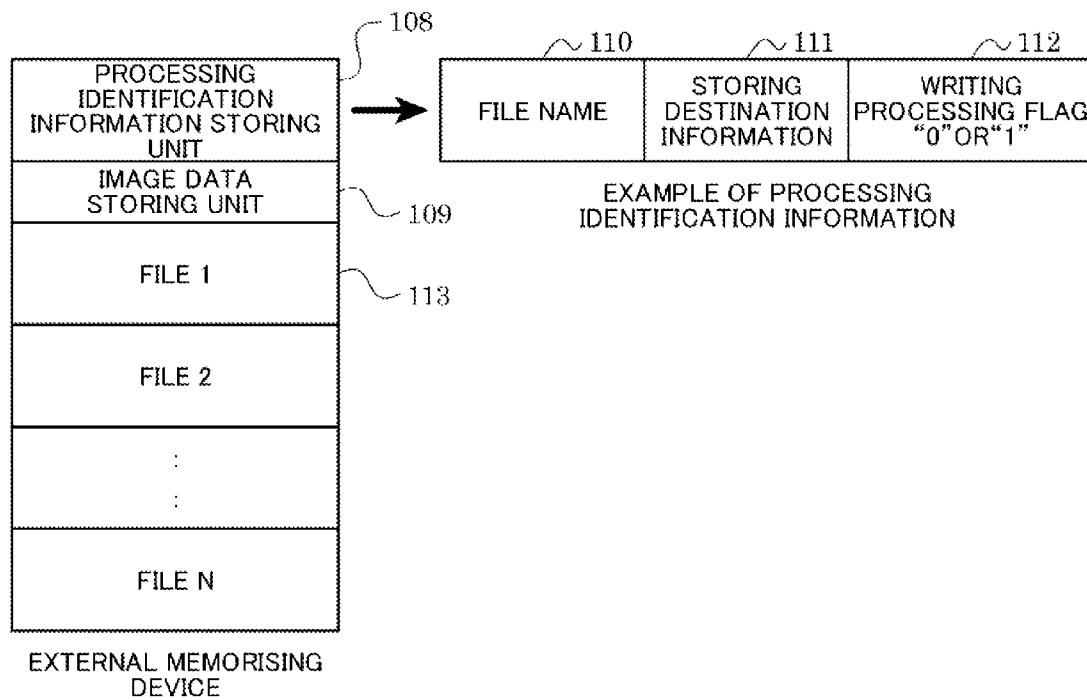 108
PROCESSING
IDENTIFICATION
INFORMATION STORING
UNIT
IMAGE DATA
STORING UNIT
109
FILE 1
113
FILE 2
:
:
FILE N
EXTERNAL MEMORISING
DEVICE
110
111
112
FILE NAME
STORING
DESTINATION
INFORMATION
WRITING
PROCESSING FLAG
“0”OR“1”
EXAMPLE OF PROCESSING
IDENTIFICATION INFORMATION